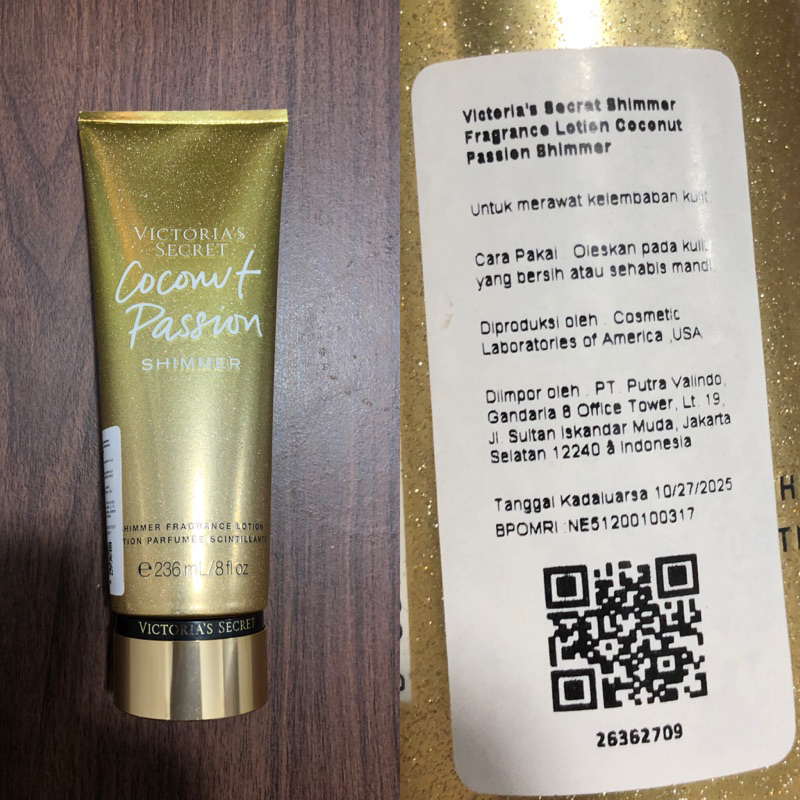 VICTORIA'S
SECRET
Coconut
Passion
SHIMMER
HIMMER FRAGRANCE LOTION
TION PARFUMÉE SCINTILLANTE
℮ 236 mL/8 fl oz
VICTORIA'S SECRET
Victoria's Secret Shimmer
Fragrance Lotion Coconut
Passion Shimmer
Untuk merawat kelembaban kulit
Cara Pakai : Oleskan pada kulit
yang bersih atau sehabis mandi
Diproduksi oleh : Cosmetic
Laboratories of America ,USA
Diimpor oleh : PT. Putra Valindo,
Gandaria 8 Office Tower, Lt. 19,
Jl. Sultan Iskandar Muda, Jakarta
Selatan 12240 â Indonesia
Tanggal Kadaluarsa 10/27/2025
BPOMRI :NE51200100317
26362709